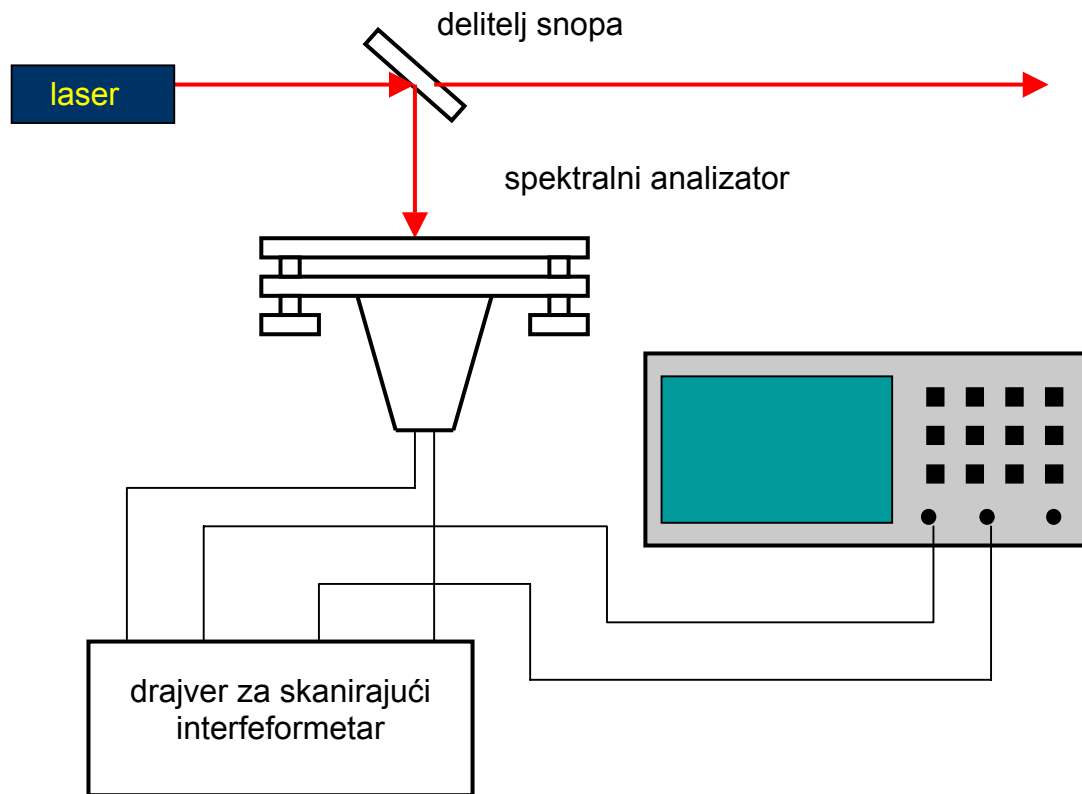 delitelj snopa
laser
spektralni analizator
drajver za skanirajući
interfeformetar